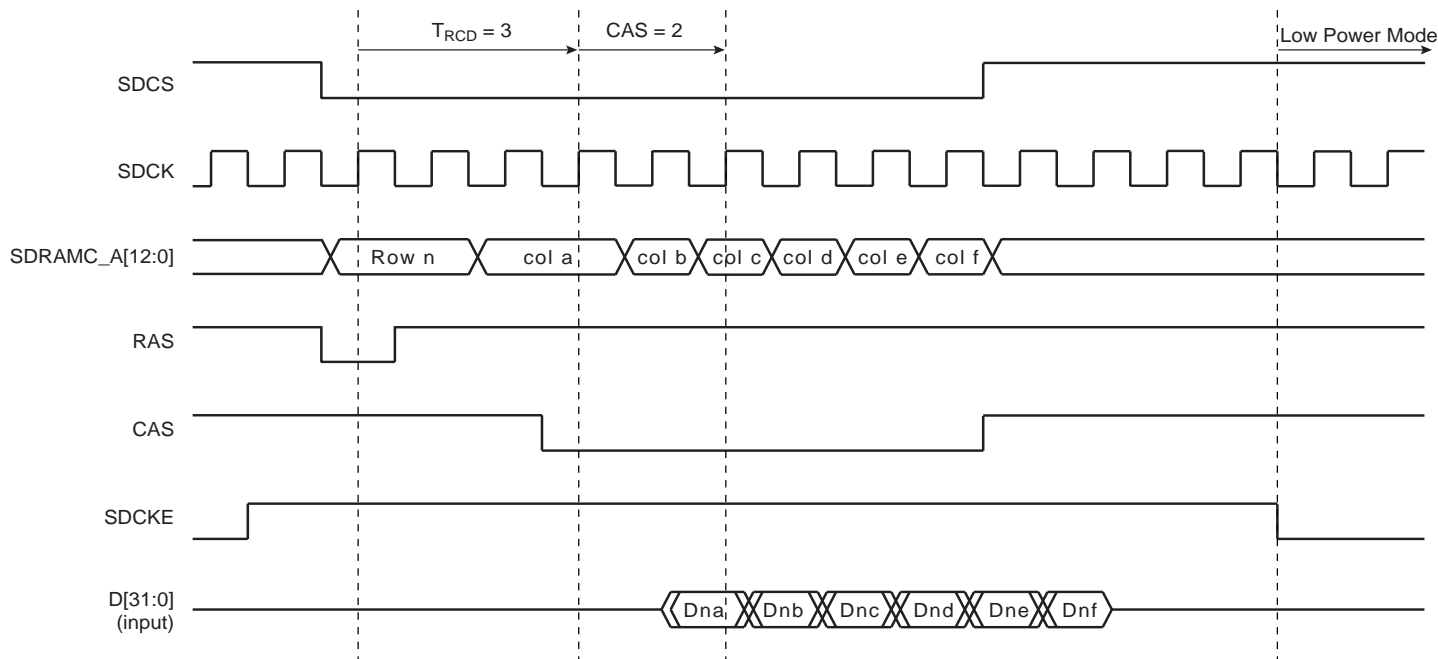 T_RCD = 3
CAS = 2
Low Power Mode
SDCS
SDCK
SDRAMC_A[12:0]
Row n
col a
col b
col c
col d
col e
col f
RAS
CAS
SDCKE
D[31:0]
(input)
Dna
Dnb
Dnc
Dnd
Dne
Dnf